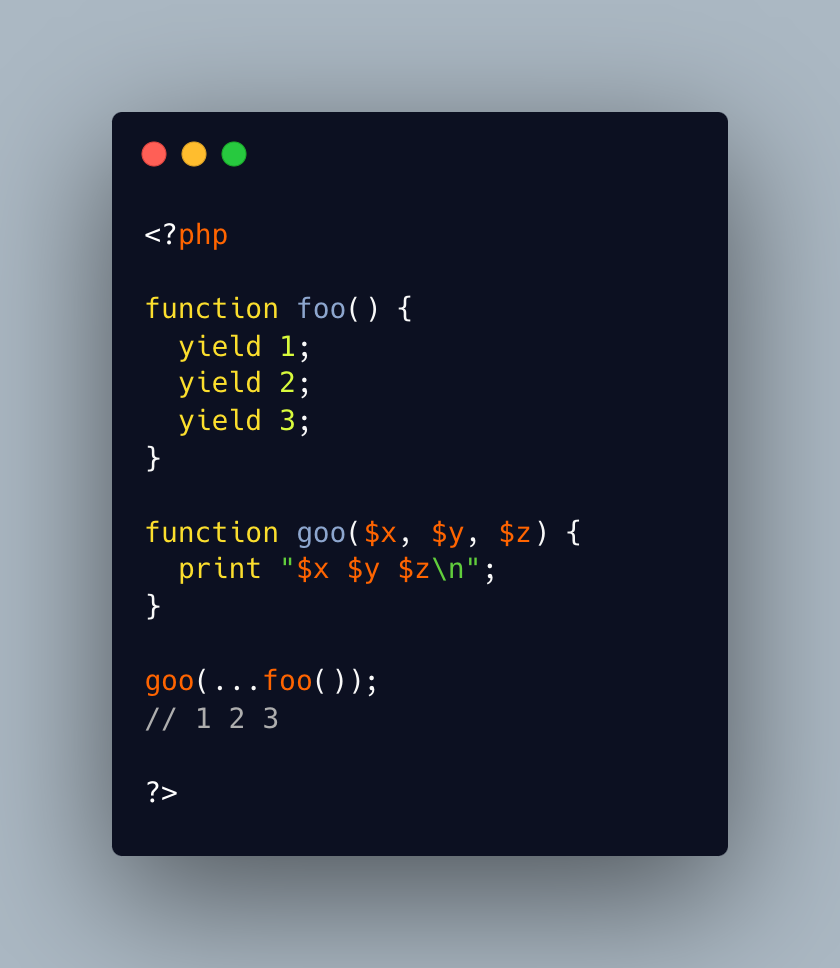 <?php
function foo() {
  yield 1;
  yield 2;
  yield 3;
}
function goo($x, $y, $z) {
  print "$x $y $z\n";
}
goo(...foo());
// 1 2 3
?>